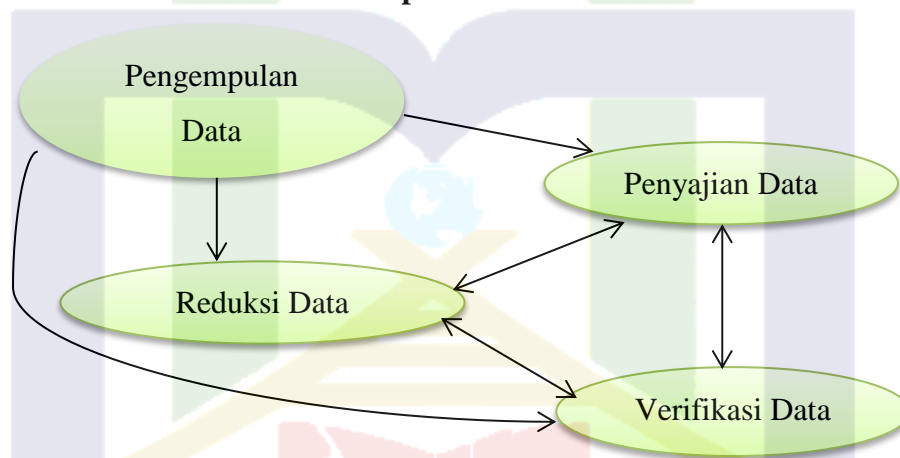 Pengempulan
Data
Penyajian Data
Reduksi Data
Verifikasi Data